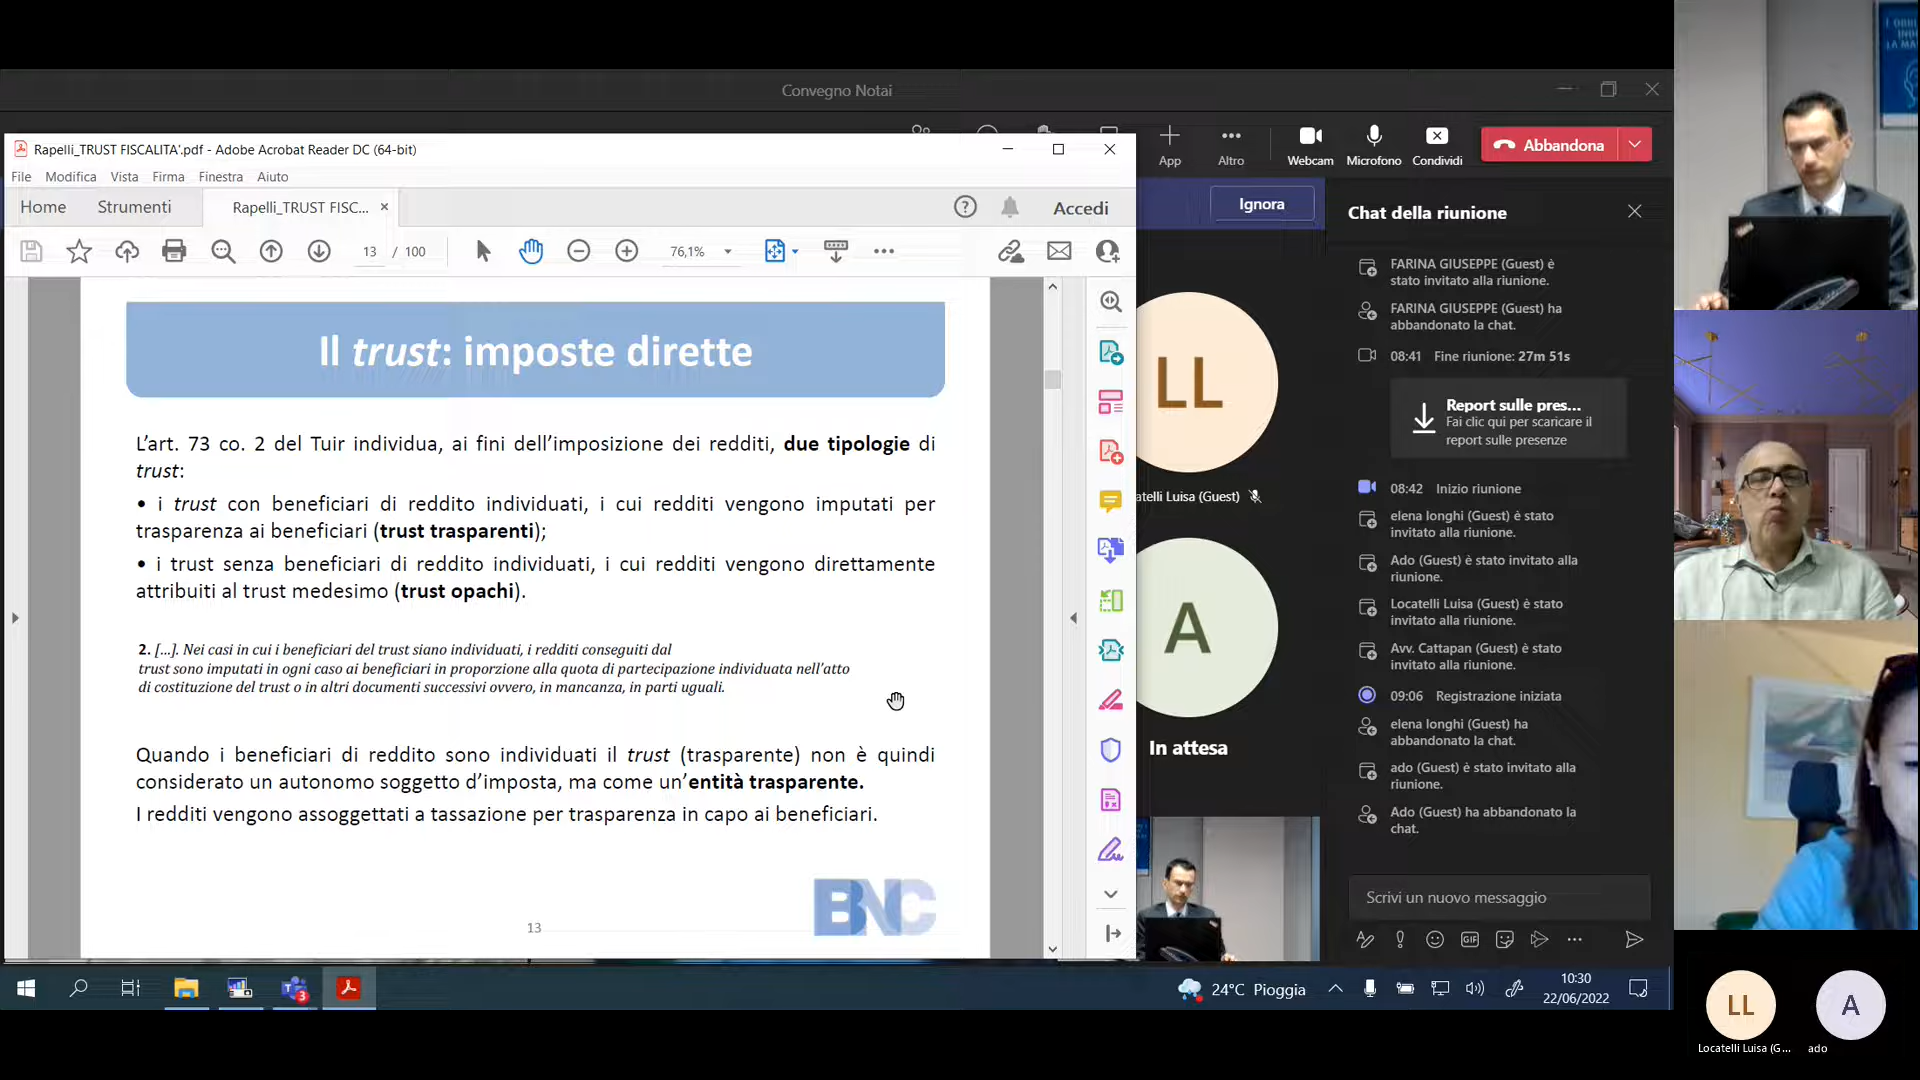 Convegno Notai
Rapelli_TRUST FISCALITA'.pdf - Adobe Acrobat Reader DC (64-bit)
File Modifica Vista Firma Finestra Aiuto
Home Strumenti Rapelli_TRUST FISC... Accedi
13 / 100 76,1%
Il trust: imposte dirette
L’art. 73 co. 2 del Tuir individua, ai fini dell’imposizione dei redditi, due tipologie di
trust:
• i trust con beneficiari di reddito individuati, i cui redditi vengono imputati per
trasparenza ai beneficiari (trust trasparenti);
• i trust senza beneficiari di reddito individuati, i cui redditi vengono direttamente
attribuiti al trust medesimo (trust opachi).
2. [...]. Nei casi in cui i beneficiari del trust siano individuati, i redditi conseguiti dal
trust sono imputati in ogni caso ai beneficiari in proporzione alla quota di partecipazione individuata nell'atto
di costituzione del trust o in altri documenti successivi ovvero, in mancanza, in parti uguali.
Quando i beneficiari di reddito sono individuati il trust (trasparente) non è quindi
considerato un autonomo soggetto d’imposta, ma come un’entità trasparente.
I redditi vengono assoggettati a tassazione per trasparenza in capo ai beneficiari.
13
BNC
App
Altro
Webcam
Microfono
Condividi
Abbandona
Ignora
LL
atelli Luisa (Guest)
A
In attesa
Chat della riunione
FARINA GIUSEPPE (Guest) è
stato invitato alla riunione.
FARINA GIUSEPPE (Guest) ha
abbandonato la chat.
08:41 Fine riunione: 27m 51s
Report sulle pres...
Fai clic qui per scaricare il
report sulle presenze
08:42 Inizio riunione
elena longhi (Guest) è stato
invitato alla riunione.
Ado (Guest) è stato invitato alla
riunione.
Locatelli Luisa (Guest) è stato
invitato alla riunione.
Avv. Cattapan (Guest) è stato
invitato alla riunione.
09:06 Registrazione iniziata
elena longhi (Guest) ha
abbandonato la chat.
ado (Guest) è stato invitato alla
riunione.
Ado (Guest) ha abbandonato la
chat.
Scrivi un nuovo messaggio
GIF
3
24°C Pioggia
10:30
22/06/2022
LL
Locatelli Luisa (G...
A
ado